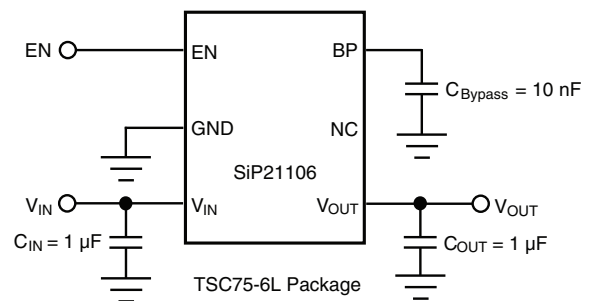 EN
EN
BP
C_Bypass = 10 nF
GND
NC
SiP21106
V_IN
V_IN
V_OUT
V_OUT
C_IN = 1 µF
C_OUT = 1 µF
TSC75-6L Package